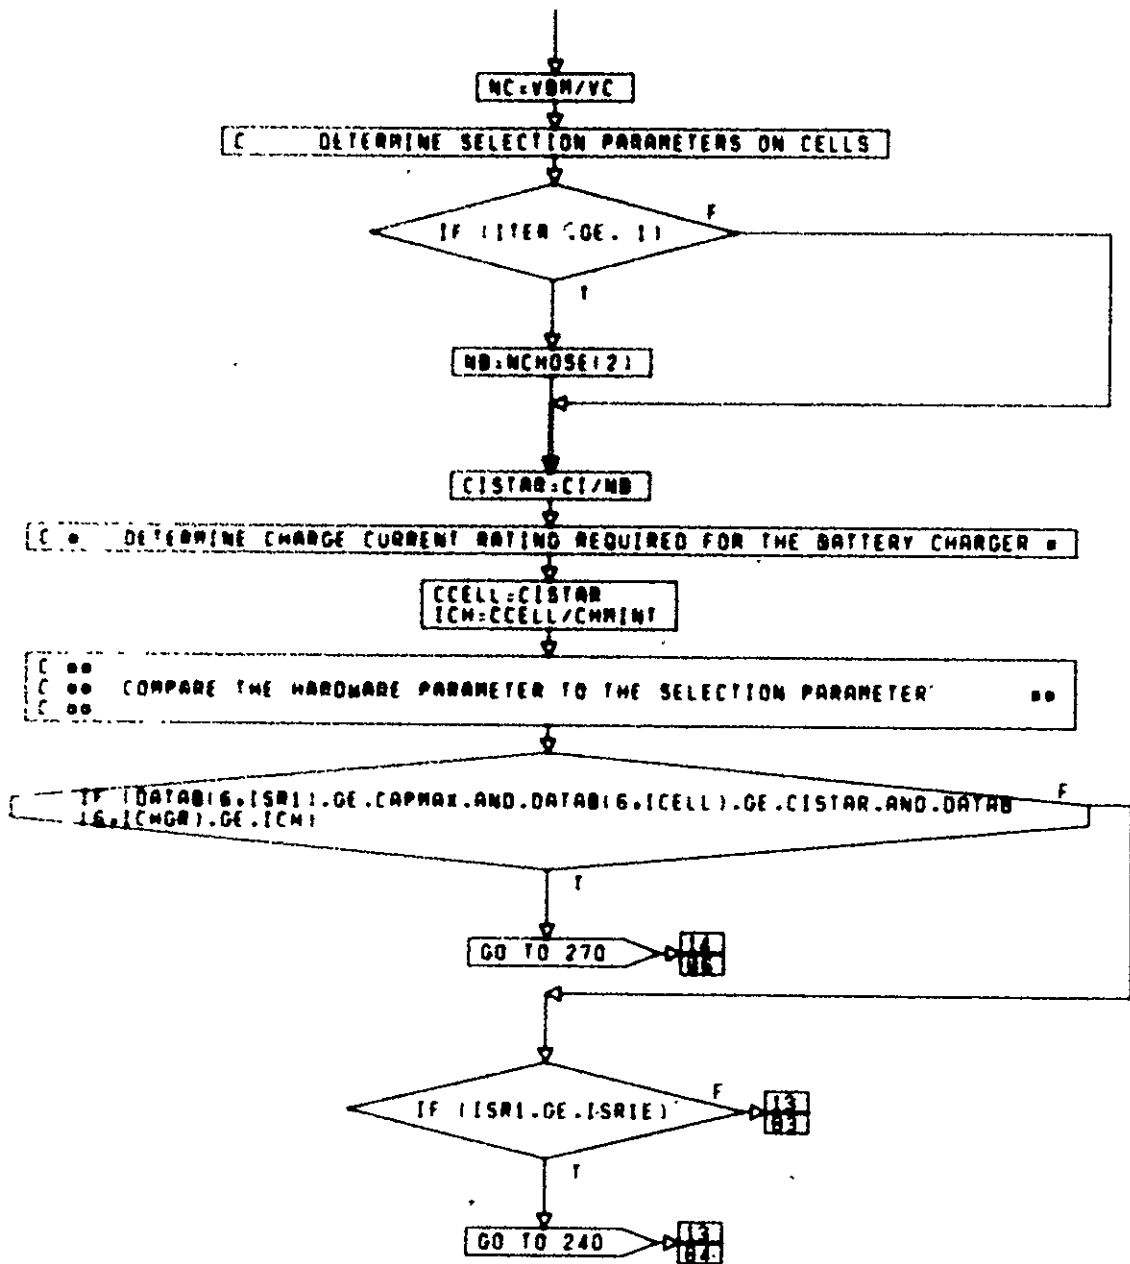 NC=VBM/VC
C DETERMINE SELECTION PARAMETERS ON CELLS
IF (ITER .GE. 1)
F
T
NB=NCHOSE(2)
CISTAR=CI/NB
C * DETERMINE CHARGE CURRENT RATING REQUIRED FOR THE BATTERY CHARGER *
CCELL=CISTAR
ICH=CCELL/CHMINT
C **
C ** COMPARE THE HARDWARE PARAMETER TO THE SELECTION PARAMETER **
C **
IF (DATAB(6,ISR1).GE.CAPMAX.AND.DATAB(6,ICELL).GE.CISTAR.AND.DATAB
(6,ICHGR).GE.ICH)
F
T
GO TO 270
14
06
IF (ISR1.GE.ISR1E)
F
13
03
T
GO TO 240
13
04